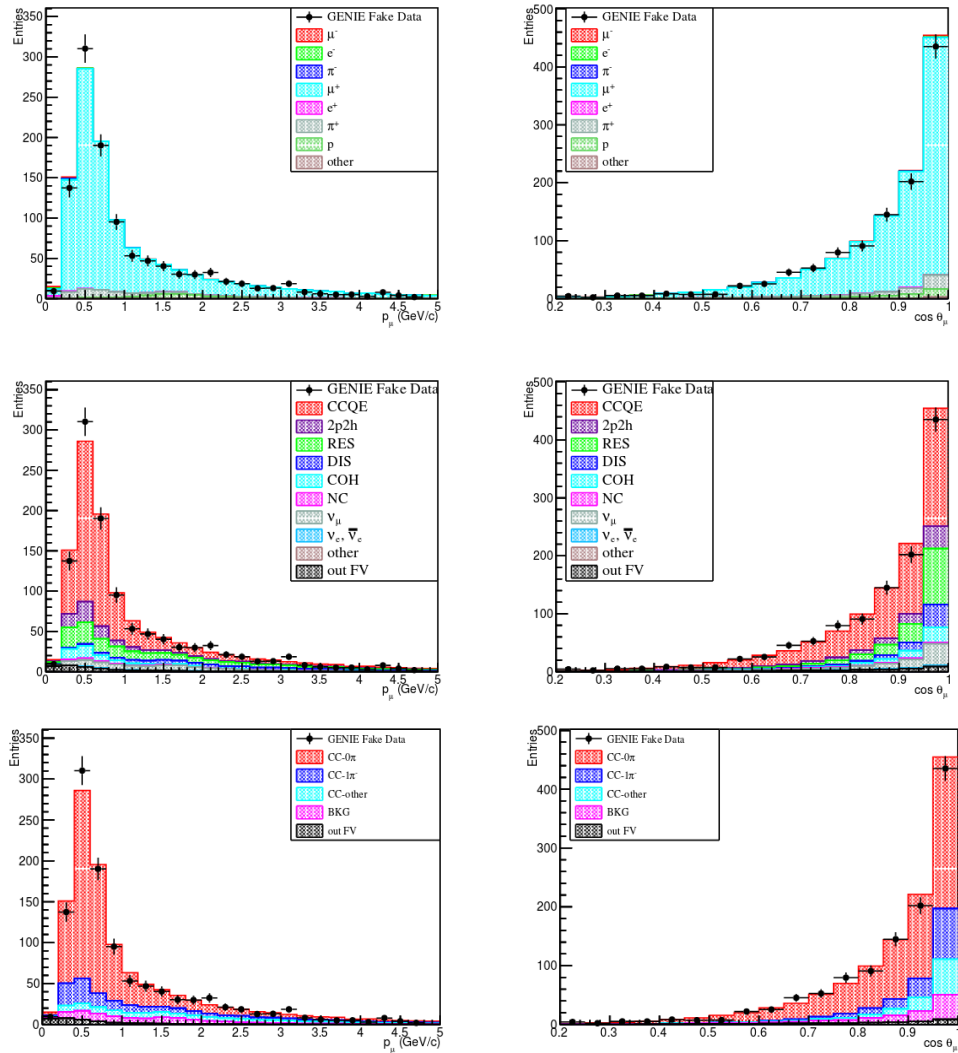 Entries
350
300
250
200
150
100
50
0
GENIE Fake Data
μ-
e-
π-
μ+
e+
π+
p
other
0 0.5 1 1.5 2 2.5 3 3.5 4 4.5 5
p_μ (GeV/c)
Entries
500
400
300
200
100
0
GENIE Fake Data
μ-
e-
π-
μ+
e+
π+
p
other
0.2 0.3 0.4 0.5 0.6 0.7 0.8 0.9 1
cos θ_μ
Entries
350
300
250
200
150
100
50
0
GENIE Fake Data
CCQE
2p2h
RES
DIS
COH
NC
ν_μ
ν_e, ν̄_e
other
out FV
0 0.5 1 1.5 2 2.5 3 3.5 4 4.5 5
p_μ (GeV/c)
Entries
500
400
300
200
100
0
GENIE Fake Data
CCQE
2p2h
RES
DIS
COH
NC
ν_μ
ν_e, ν̄_e
other
out FV
0.2 0.3 0.4 0.5 0.6 0.7 0.8 0.9 1
cos θ_μ
Entries
350
300
250
200
150
100
50
0
GENIE Fake Data
CC-0π
CC-1π-
CC-other
BKG
out FV
0 0.5 1 1.5 2 2.5 3 3.5 4 4.5 5
p_μ (GeV/c)
Entries
500
400
300
200
100
0
GENIE Fake Data
CC-0π
CC-1π-
CC-other
BKG
out FV
0.2 0.3 0.4 0.5 0.6 0.7 0.8 0.9 1
cos θ_μ